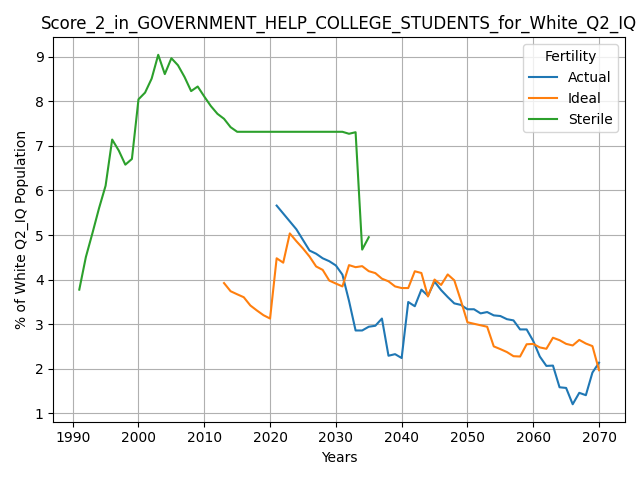 Score_2_in_GOVERNMENT_HELP_COLLEGE_STUDENTS_for_White_Q2_IQ
Fertility
Actual
Ideal
Sterile
% of White Q2_IQ Population
9
8
7
6
5
4
3
2
1
1990 2000 2010 2020 2030 2040 2050 2060 2070
Years